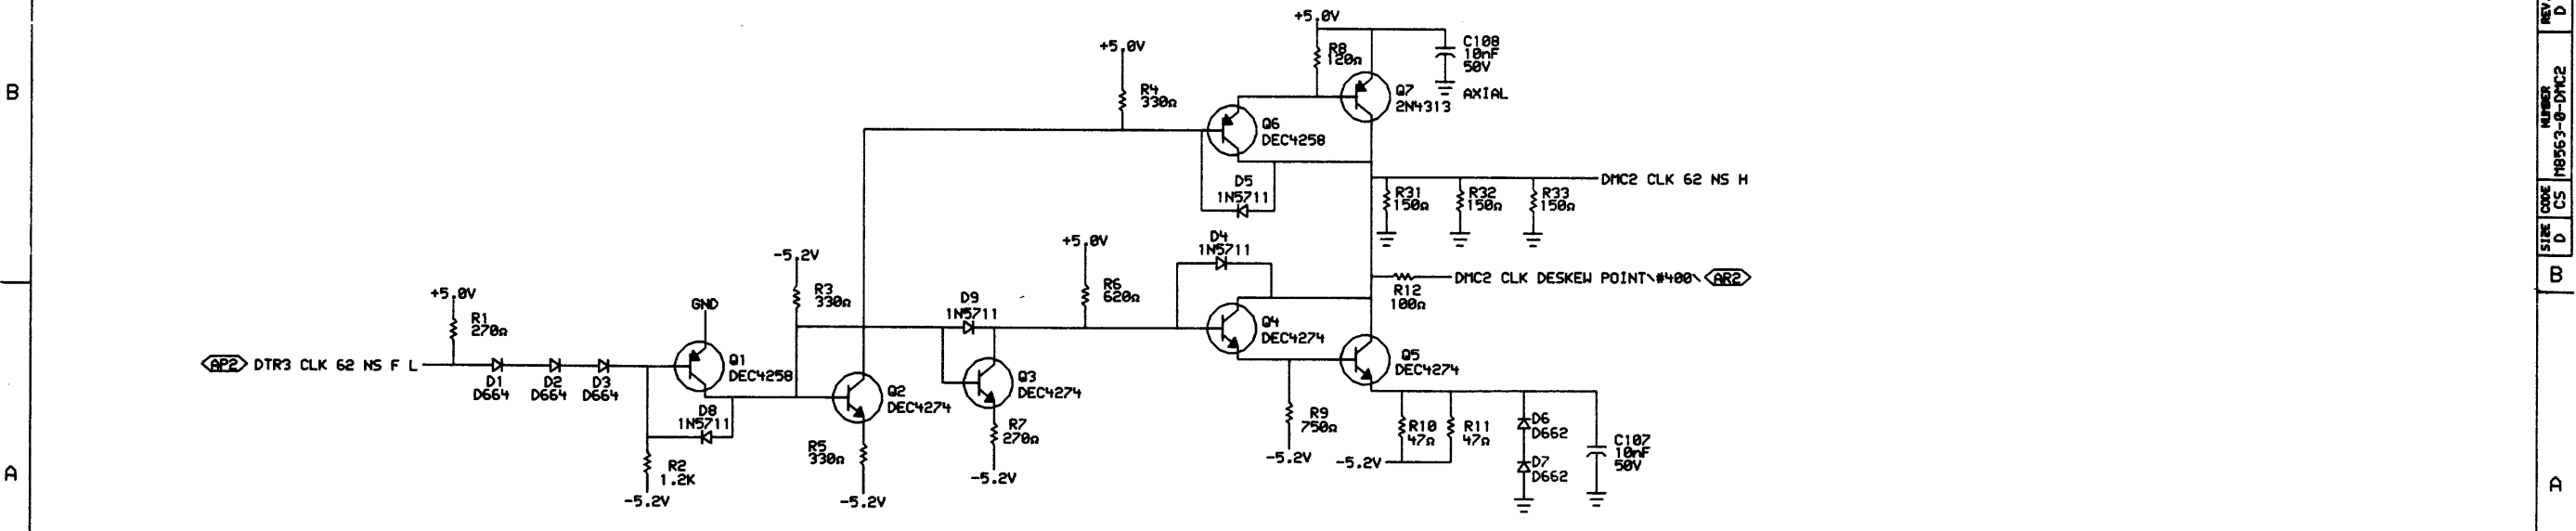 B
+5.0V
+5.0V
R8
120Ω
C108
10nF
50V
AXIAL
R4
330Ω
Q7
2N4313
Q6
DEC4258
D5
1N5711
DMC2 CLK 62 NS H
R31
150Ω
R32
150Ω
R33
150Ω
+5.0V
D4
1N5711
-5.2V
R3
330Ω
R6
620Ω
DMC2 CLK DESKEW POINT\#400\ AR2
R12
100Ω
+5.0V
R1
270Ω
GND
D9
1N5711
Q4
DEC4274
AP2 DTR3 CLK 62 NS F L
D1
D664
D2
D664
D3
D664
Q1
DEC4258
D8
1N5711
Q2
DEC4274
Q3
DEC4274
Q5
DEC4274
R2
1.2K
-5.2V
R5
330Ω
-5.2V
R7
270Ω
-5.2V
R9
750Ω
-5.2V
-5.2V
R10
47Ω
R11
47Ω
D6
D662
D7
D662
C107
10nF
50V
A
REV.
D
NUMBER
M8563-0-DMC2
CODE
CS
SIZE
D
B
A